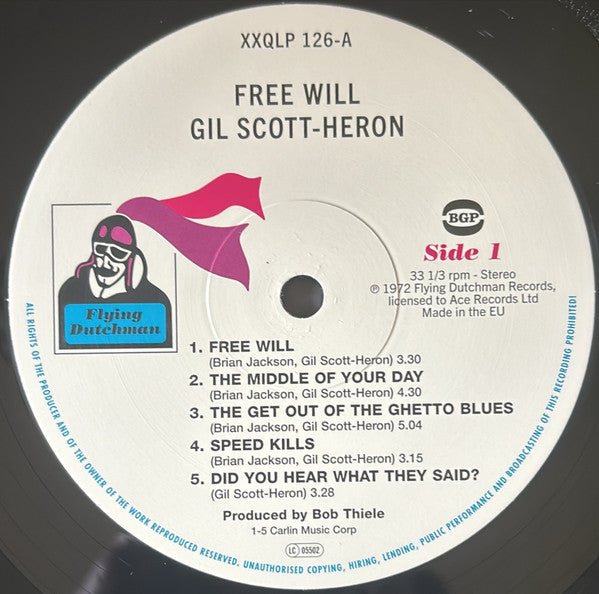 XXQLP 126-A
FREE WILL
GIL SCOTT-HERON
Flying
Dutchman
BGP
Side 1
33 1/3 rpm - Stereo
℗ 1972 Flying Dutchman Records,
licensed to Ace Records Ltd
Made in the EU
1. FREE WILL
(Brian Jackson, Gil Scott-Heron) 3.30
2. THE MIDDLE OF YOUR DAY
(Brian Jackson, Gil Scott-Heron) 4.30
3. THE GET OUT OF THE GHETTO BLUES
(Brian Jackson, Gil Scott-Heron) 5.04
4. SPEED KILLS
(Brian Jackson, Gil Scott-Heron) 3.15
5. DID YOU HEAR WHAT THEY SAID?
(Gil Scott-Heron) 3.28
Produced by Bob Thiele
1-5 Carlin Music Corp
LC 05502
ALL RIGHTS OF THE PRODUCER AND OF THE OWNER OF THE WORK REPRODUCED RESERVED. UNAUTHORISED COPYING, HIRING, LENDING, PUBLIC PERFORMANCE AND BROADCASTING OF THIS RECORDING PROHIBITED!